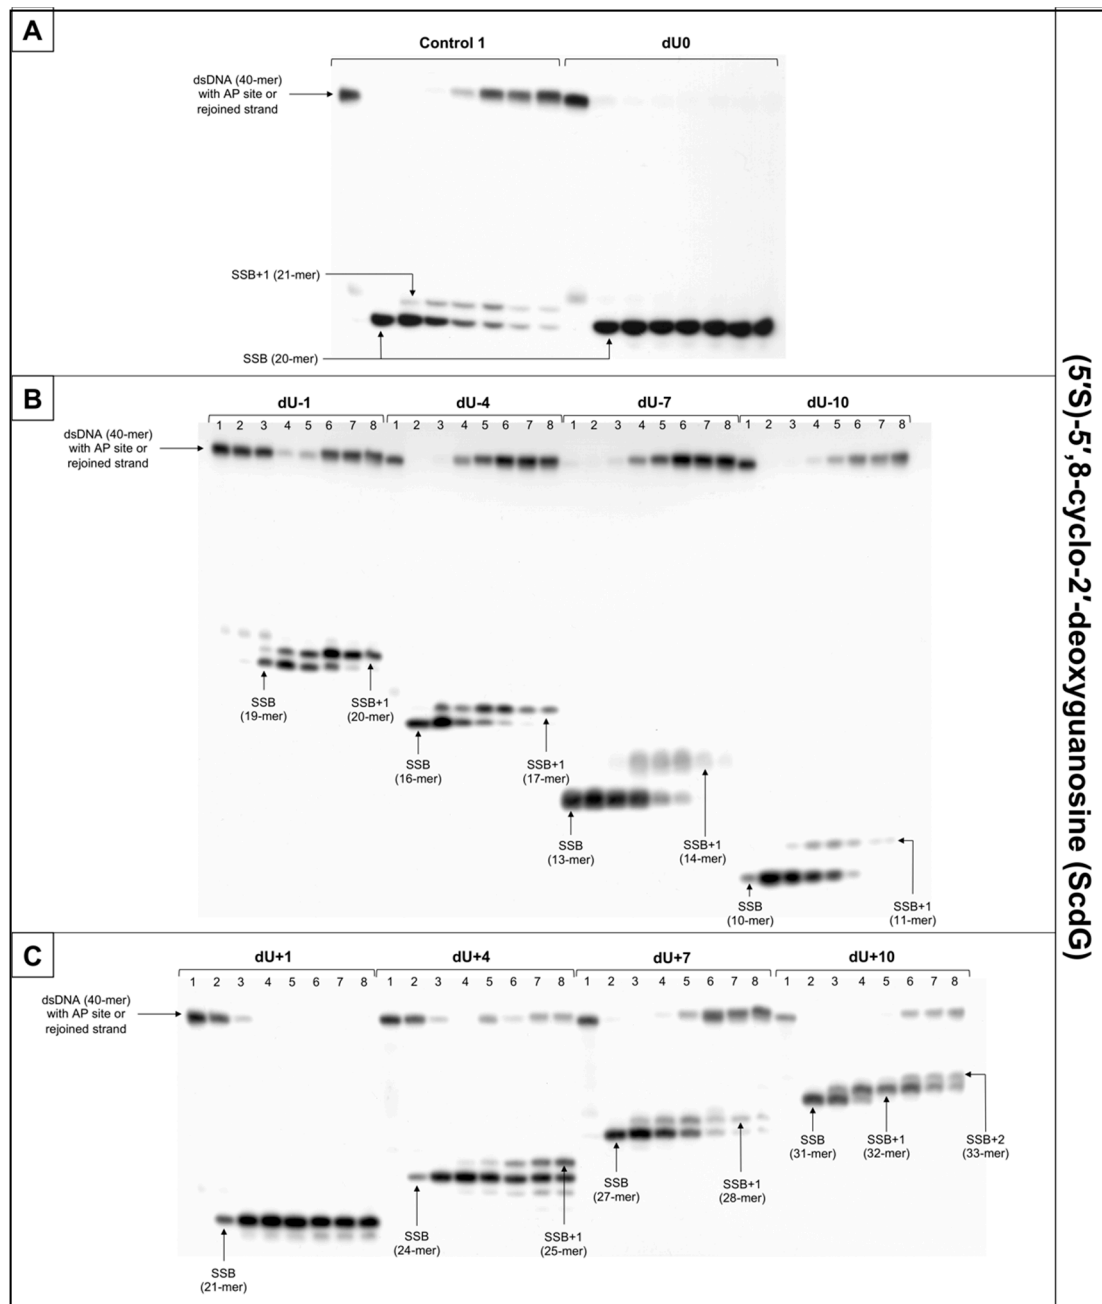 A
Control 1
dU0
dsDNA (40-mer)
with AP site or
rejoined strand
SSB+1 (21-mer)
SSB (20-mer)
B
dU-1
dU-4
dU-7
dU-10
1 2 3 4 5 6 7 8 1 2 3 4 5 6 7 8 1 2 3 4 5 6 7 8 1 2 3 4 5 6 7 8
dsDNA (40-mer)
with AP site or
rejoined strand
SSB
(19-mer)
SSB+1
(20-mer)
SSB
(16-mer)
SSB+1
(17-mer)
SSB
(13-mer)
SSB+1
(14-mer)
SSB
(10-mer)
SSB+1
(11-mer)
C
dU+1
dU+4
dU+7
dU+10
1 2 3 4 5 6 7 8 1 2 3 4 5 6 7 8 1 2 3 4 5 6 7 8 1 2 3 4 5 6 7 8
dsDNA (40-mer)
with AP site or
rejoined strand
SSB
(21-mer)
SSB
(24-mer)
SSB+1
(25-mer)
SSB
(27-mer)
SSB+1
(28-mer)
SSB
(31-mer)
SSB+1
(32-mer)
SSB+2
(33-mer)
(5′S)-5′,8-cyclo-2′-deoxyguanosine (ScdG)